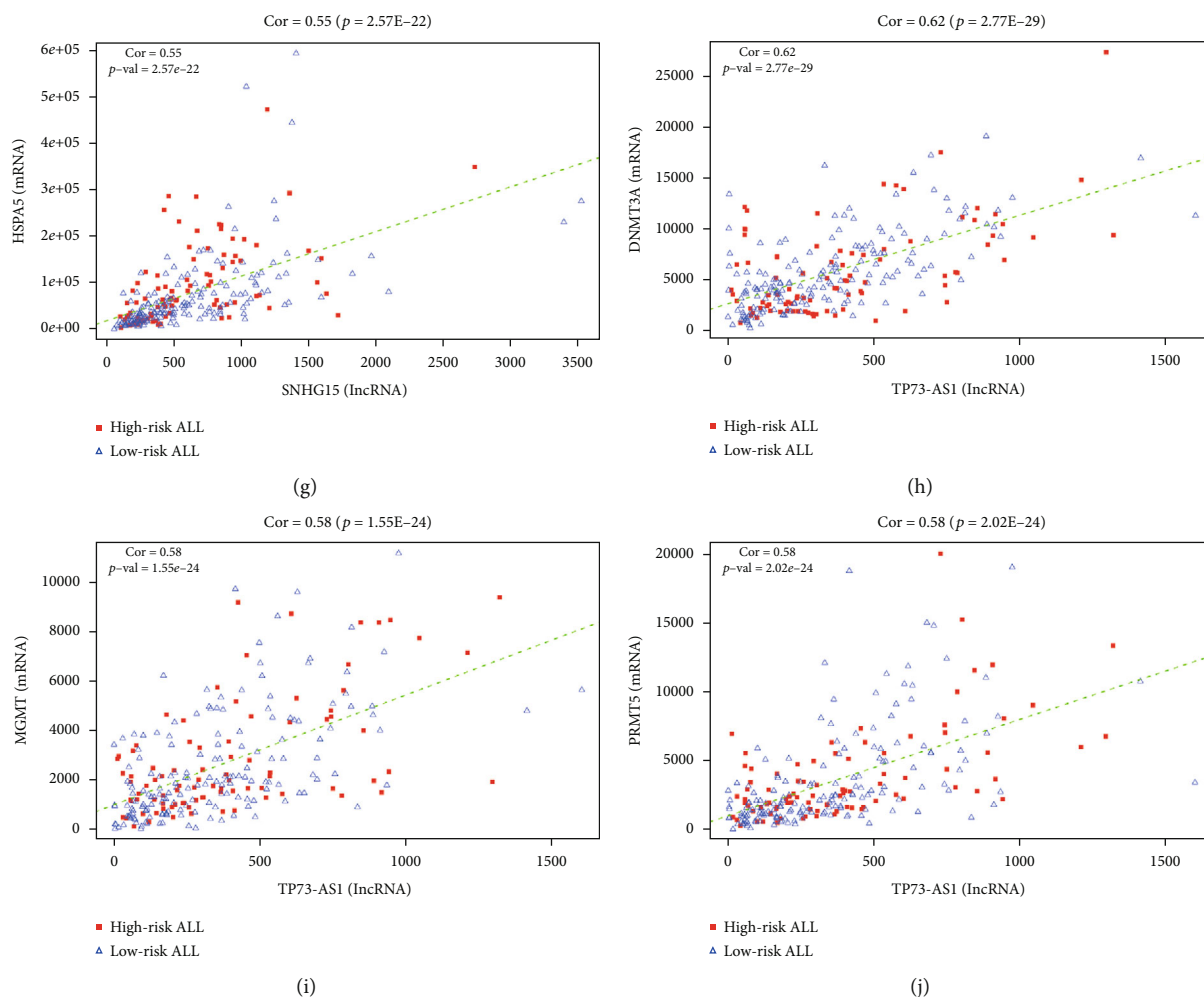 Cor = 0.55 (p = 2.57E–22)
Cor = 0.55
p–val = 2.57e–22
6e+05
5e+05
4e+05
3e+05
2e+05
1e+05
0e+00
HSPA5 (mRNA)
0 500 1000 1500 2000 2500 3000 3500
SNHG15 (lncRNA)
High-risk ALL
Low-risk ALL
(g)
Cor = 0.62 (p = 2.77E–29)
Cor = 0.62
p–val = 2.77e–29
25000
20000
15000
10000
5000
0
DNMT3A (mRNA)
0 500 1000 1500
TP73-AS1 (lncRNA)
High-risk ALL
Low-risk ALL
(h)
Cor = 0.58 (p = 1.55E–24)
Cor = 0.58
p–val = 1.55e–24
10000
8000
6000
4000
2000
0
MGMT (mRNA)
0 500 1000 1500
TP73-AS1 (lncRNA)
High-risk ALL
Low-risk ALL
(i)
Cor = 0.58 (p = 2.02E–24)
Cor = 0.58
p–val = 2.02e–24
20000
15000
10000
5000
0
PRMT5 (mRNA)
0 500 1000 1500
TP73-AS1 (lncRNA)
High-risk ALL
Low-risk ALL
(j)